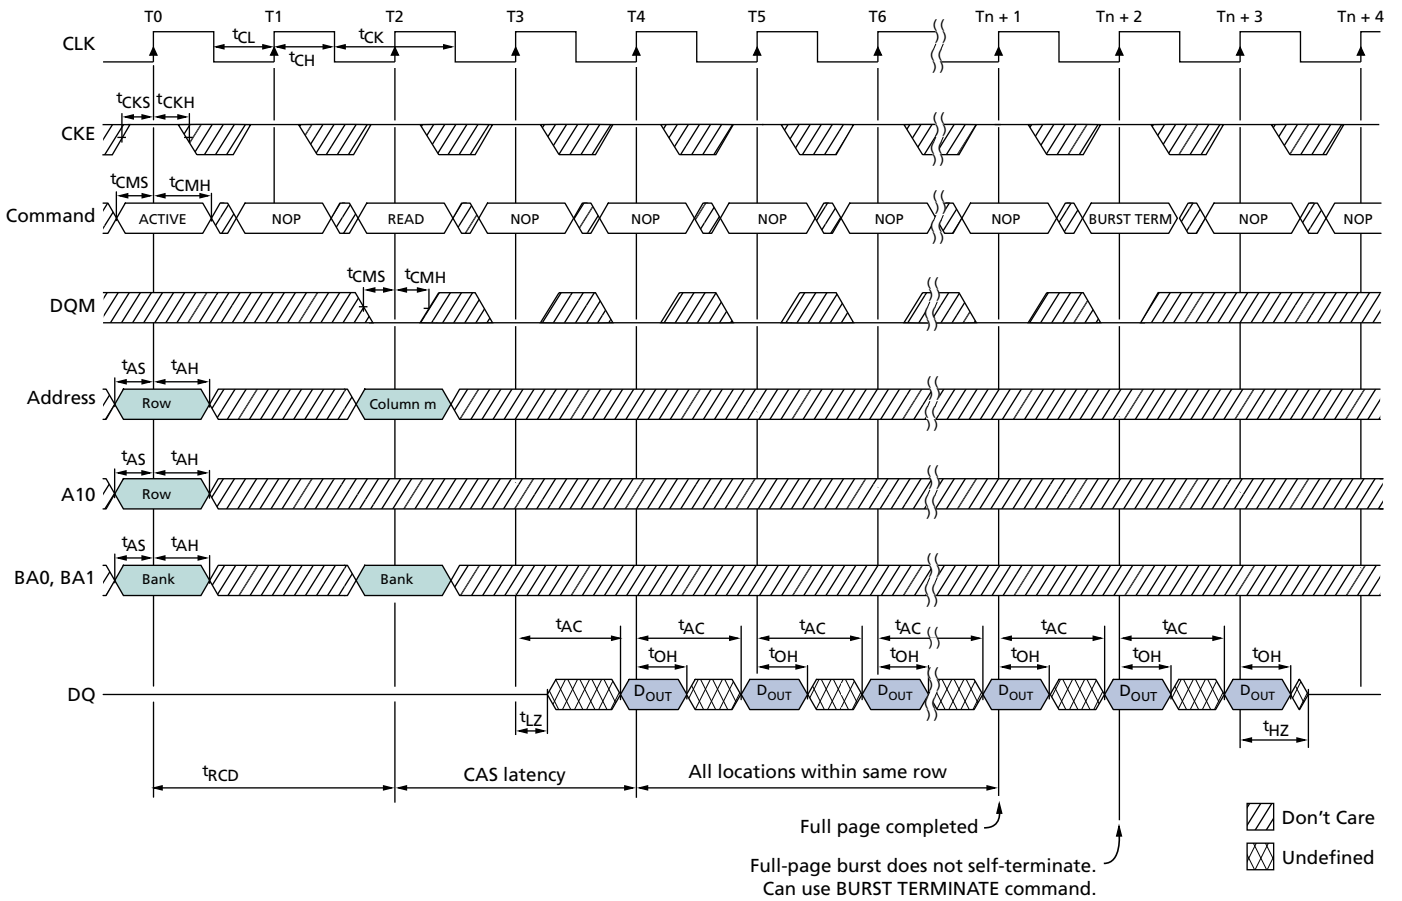 T0 T1 T2 T3 T4 T5 T6 Tn + 1 Tn + 2 Tn + 3 Tn + 4
CLK tCL tCH tCK
tCKS tCKH
CKE
tCMS tCMH
Command ACTIVE NOP READ NOP NOP NOP NOP NOP BURST TERM NOP NOP
tCMS tCMH
DQM
tAS tAH
Address Row Column m
tAS tAH
A10 Row
tAS tAH
BA0, BA1 Bank Bank
tAC tAC tAC tAC tAC tAC
tOH tOH tOH tOH tOH tOH
DQ DOUT DOUT DOUT DOUT DOUT DOUT
tLZ tHZ
tRCD CAS latency All locations within same row
Full page completed
Full-page burst does not self-terminate.
Can use BURST TERMINATE command.
Don't Care
Undefined